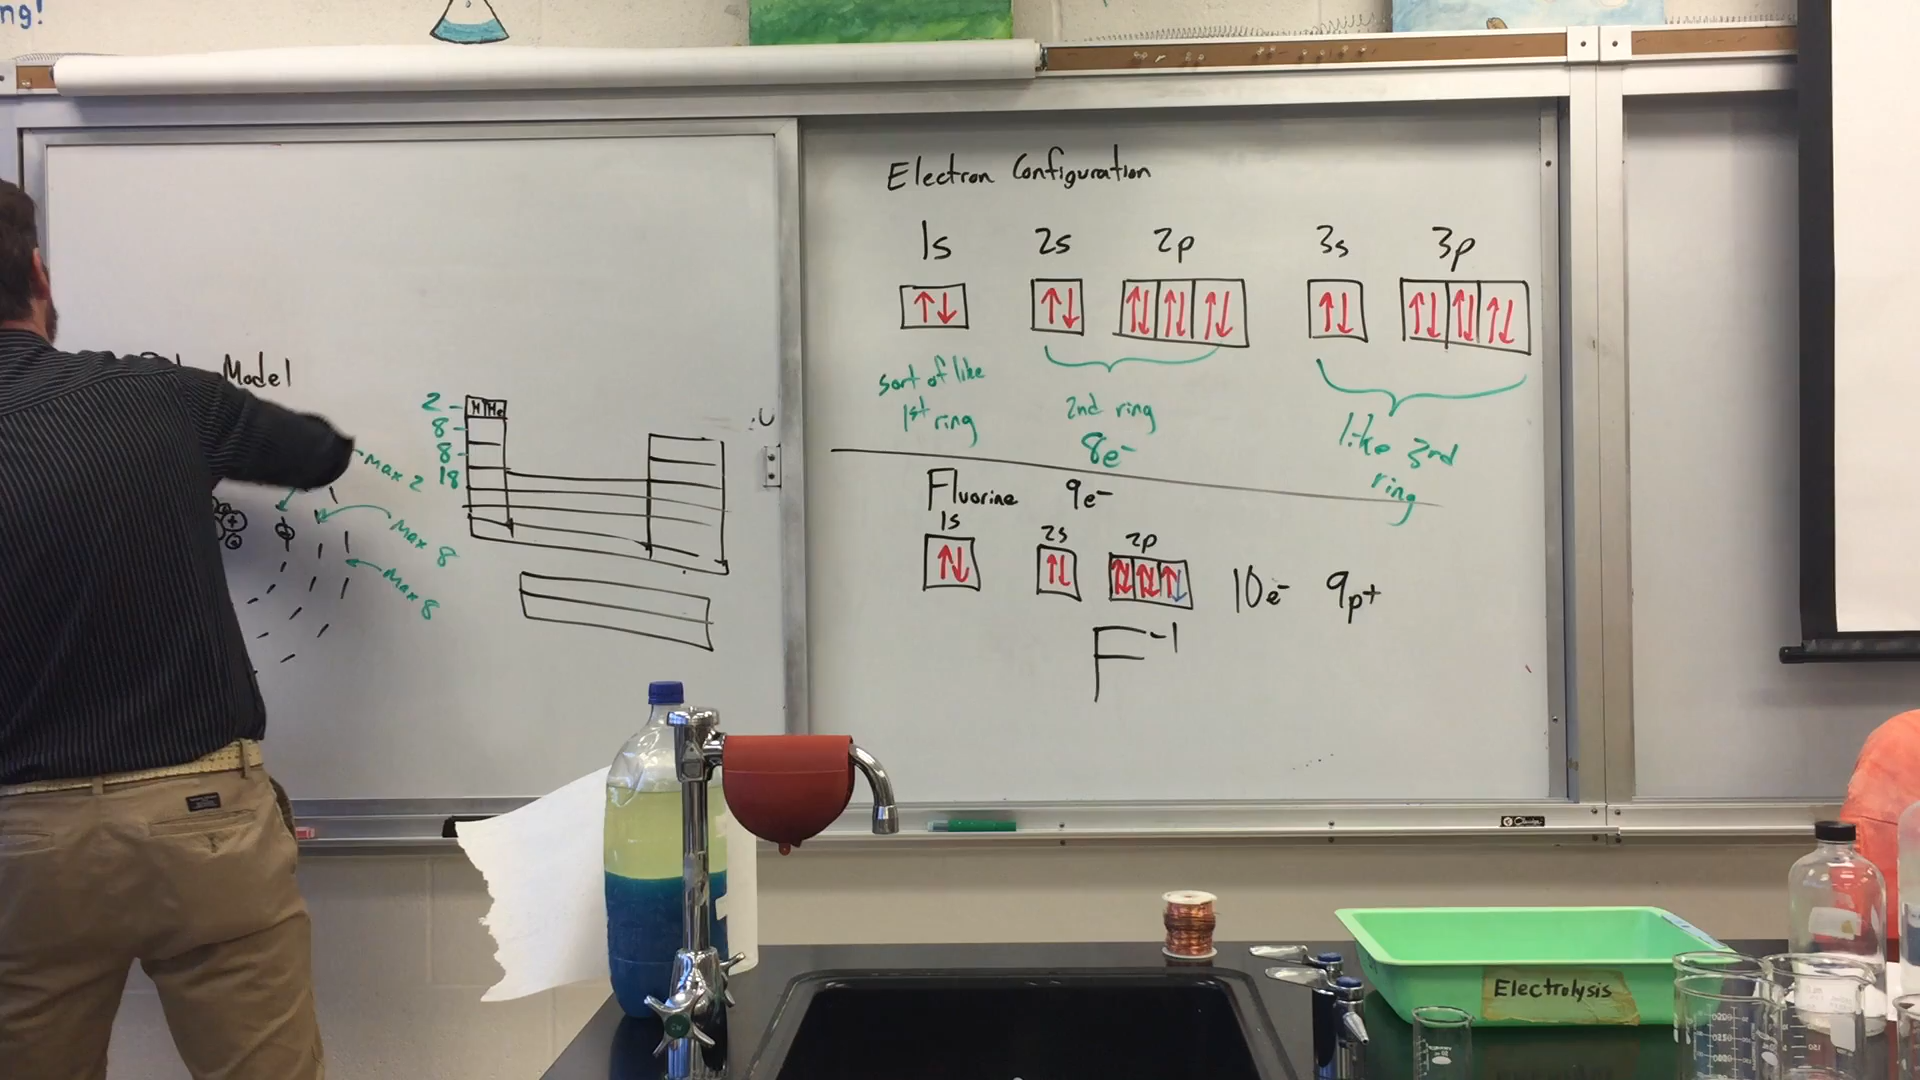 ng!
Model
2
8
8
18
H He
Max 2
Max 8
Max 8
Electron Configuration
1s 2s 2p 3s 3p
sort of like
1st ring
2nd ring
8e-
like 3rd
ring
Fluorine 9e-
1s 2s 2p
10e- 9p+
F-1
Electrolysis